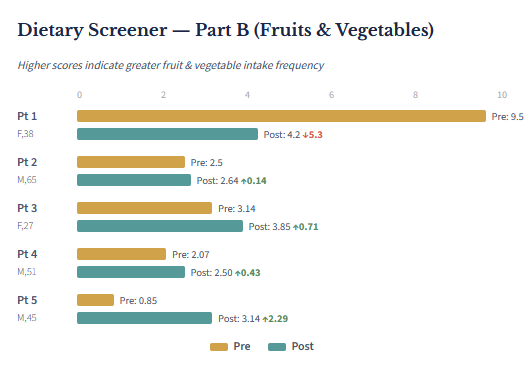 Dietary Screener — Part B (Fruits & Vegetables)
Higher scores indicate greater fruit & vegetable intake frequency
0 2 4 6 8 10
Pt 1
F,38
Pre: 9.5
Post: 4.2 ↓5.3
Pt 2
M,65
Pre: 2.5
Post: 2.64 ↑0.14
Pt 3
F,27
Pre: 3.14
Post: 3.85 ↑0.71
Pt 4
M,51
Pre: 2.07
Post: 2.50 ↑0.43
Pt 5
M,45
Pre: 0.85
Post: 3.14 ↑2.29
Pre Post